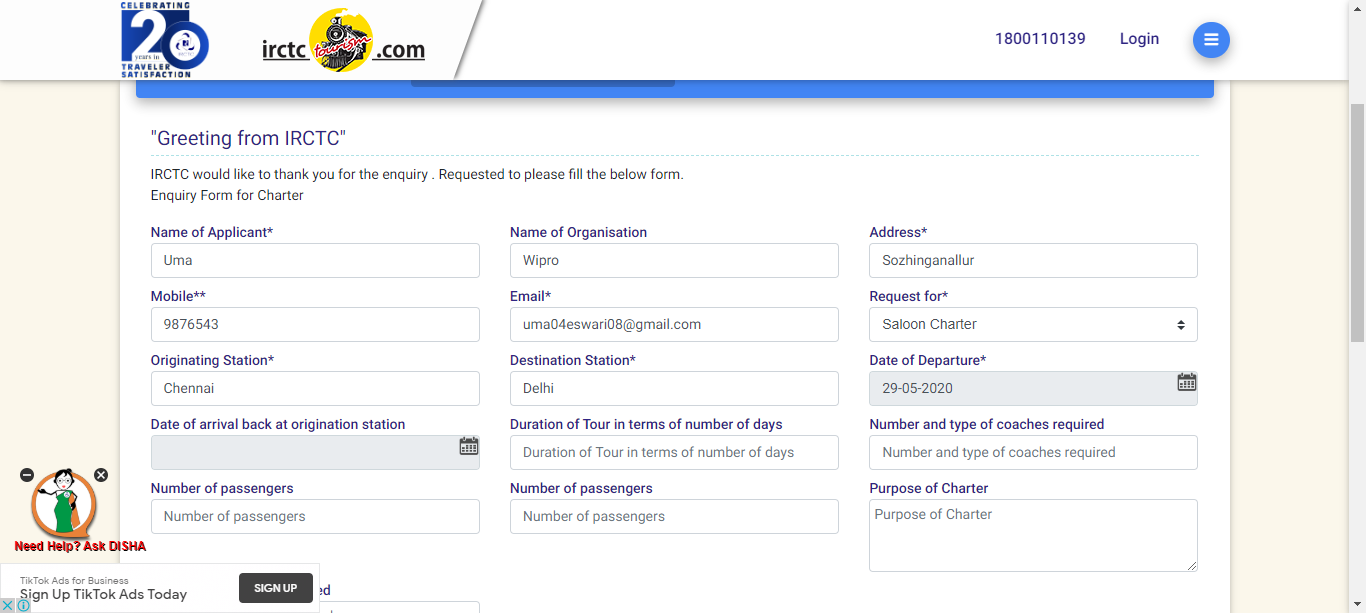 CELEBRATING
20
years in
TRAVELER
SATISFACTION
irctc tourism .com
1800110139
Login
"Greeting from IRCTC"
IRCTC would like to thank you for the enquiry . Requested to please fill the below form.
Enquiry Form for Charter
Name of Applicant* Name of Organisation Address*
Uma Wipro Sozhinganallur
Mobile** Email* Request for*
9876543 uma04eswari08@gmail.com Saloon Charter
Originating Station* Destination Station* Date of Departure*
Chennai Delhi 29-05-2020
Date of arrival back at origination station Duration of Tour in terms of number of days Number and type of coaches required
Duration of Tour in terms of number of days Number and type of coaches required
Number of passengers Number of passengers Purpose of Charter
Number of passengers Number of passengers Purpose of Charter
Need Help? Ask DISHA
TikTok Ads for Business
Sign Up TikTok Ads Today
SIGN UP
ed